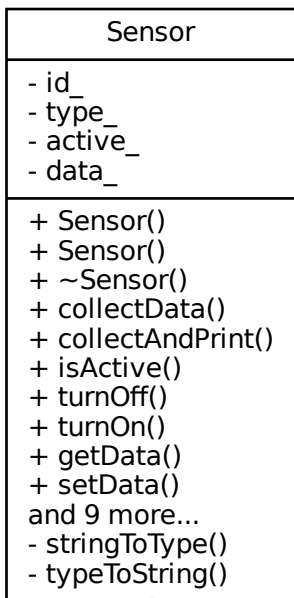 Sensor
- id_
- type_
- active_
- data_
+ Sensor()
+ Sensor()
+ ~Sensor()
+ collectData()
+ collectAndPrint()
+ isActive()
+ turnOff()
+ turnOn()
+ getData()
+ setData()
and 9 more...
- stringToType()
- typeToString()